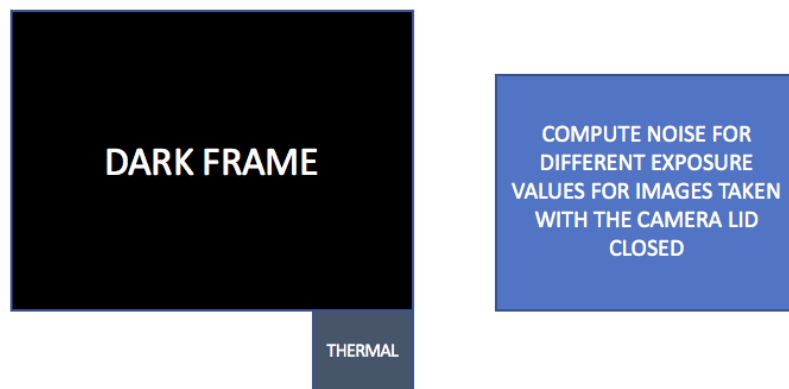 DARK FRAME
COMPUTE NOISE FOR
DIFFERENT EXPOSURE
VALUES FOR IMAGES TAKEN
WITH THE CAMERA LID
CLOSED
THERMAL